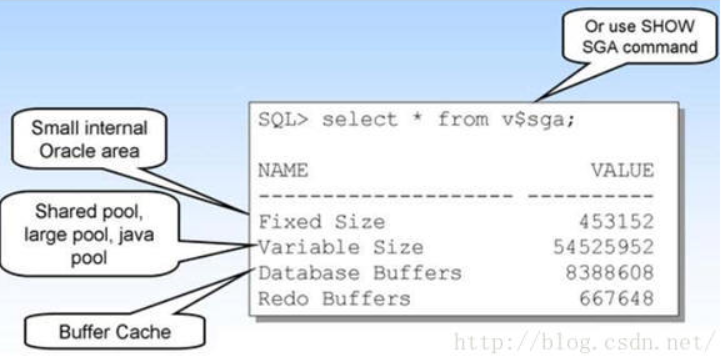 Or use SHOW
SGA command
SQL> select * from v$sga;
Small internal
Oracle area
NAME VALUE
-------------------- ----------
Shared pool,
large pool, java
pool
Fixed Size 453152
Variable Size 54525952
Database Buffers 8388608
Redo Buffers 667648
Buffer Cache
http://blog.csdn.net/